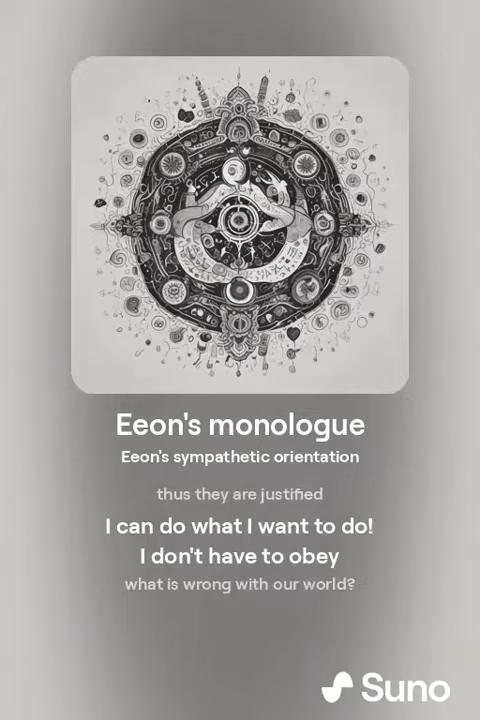 Eeon's monologue
Eeon's sympathetic orientation
thus they are justified
I can do what I want to do!
I don't have to obey
what is wrong with our world?
Suno